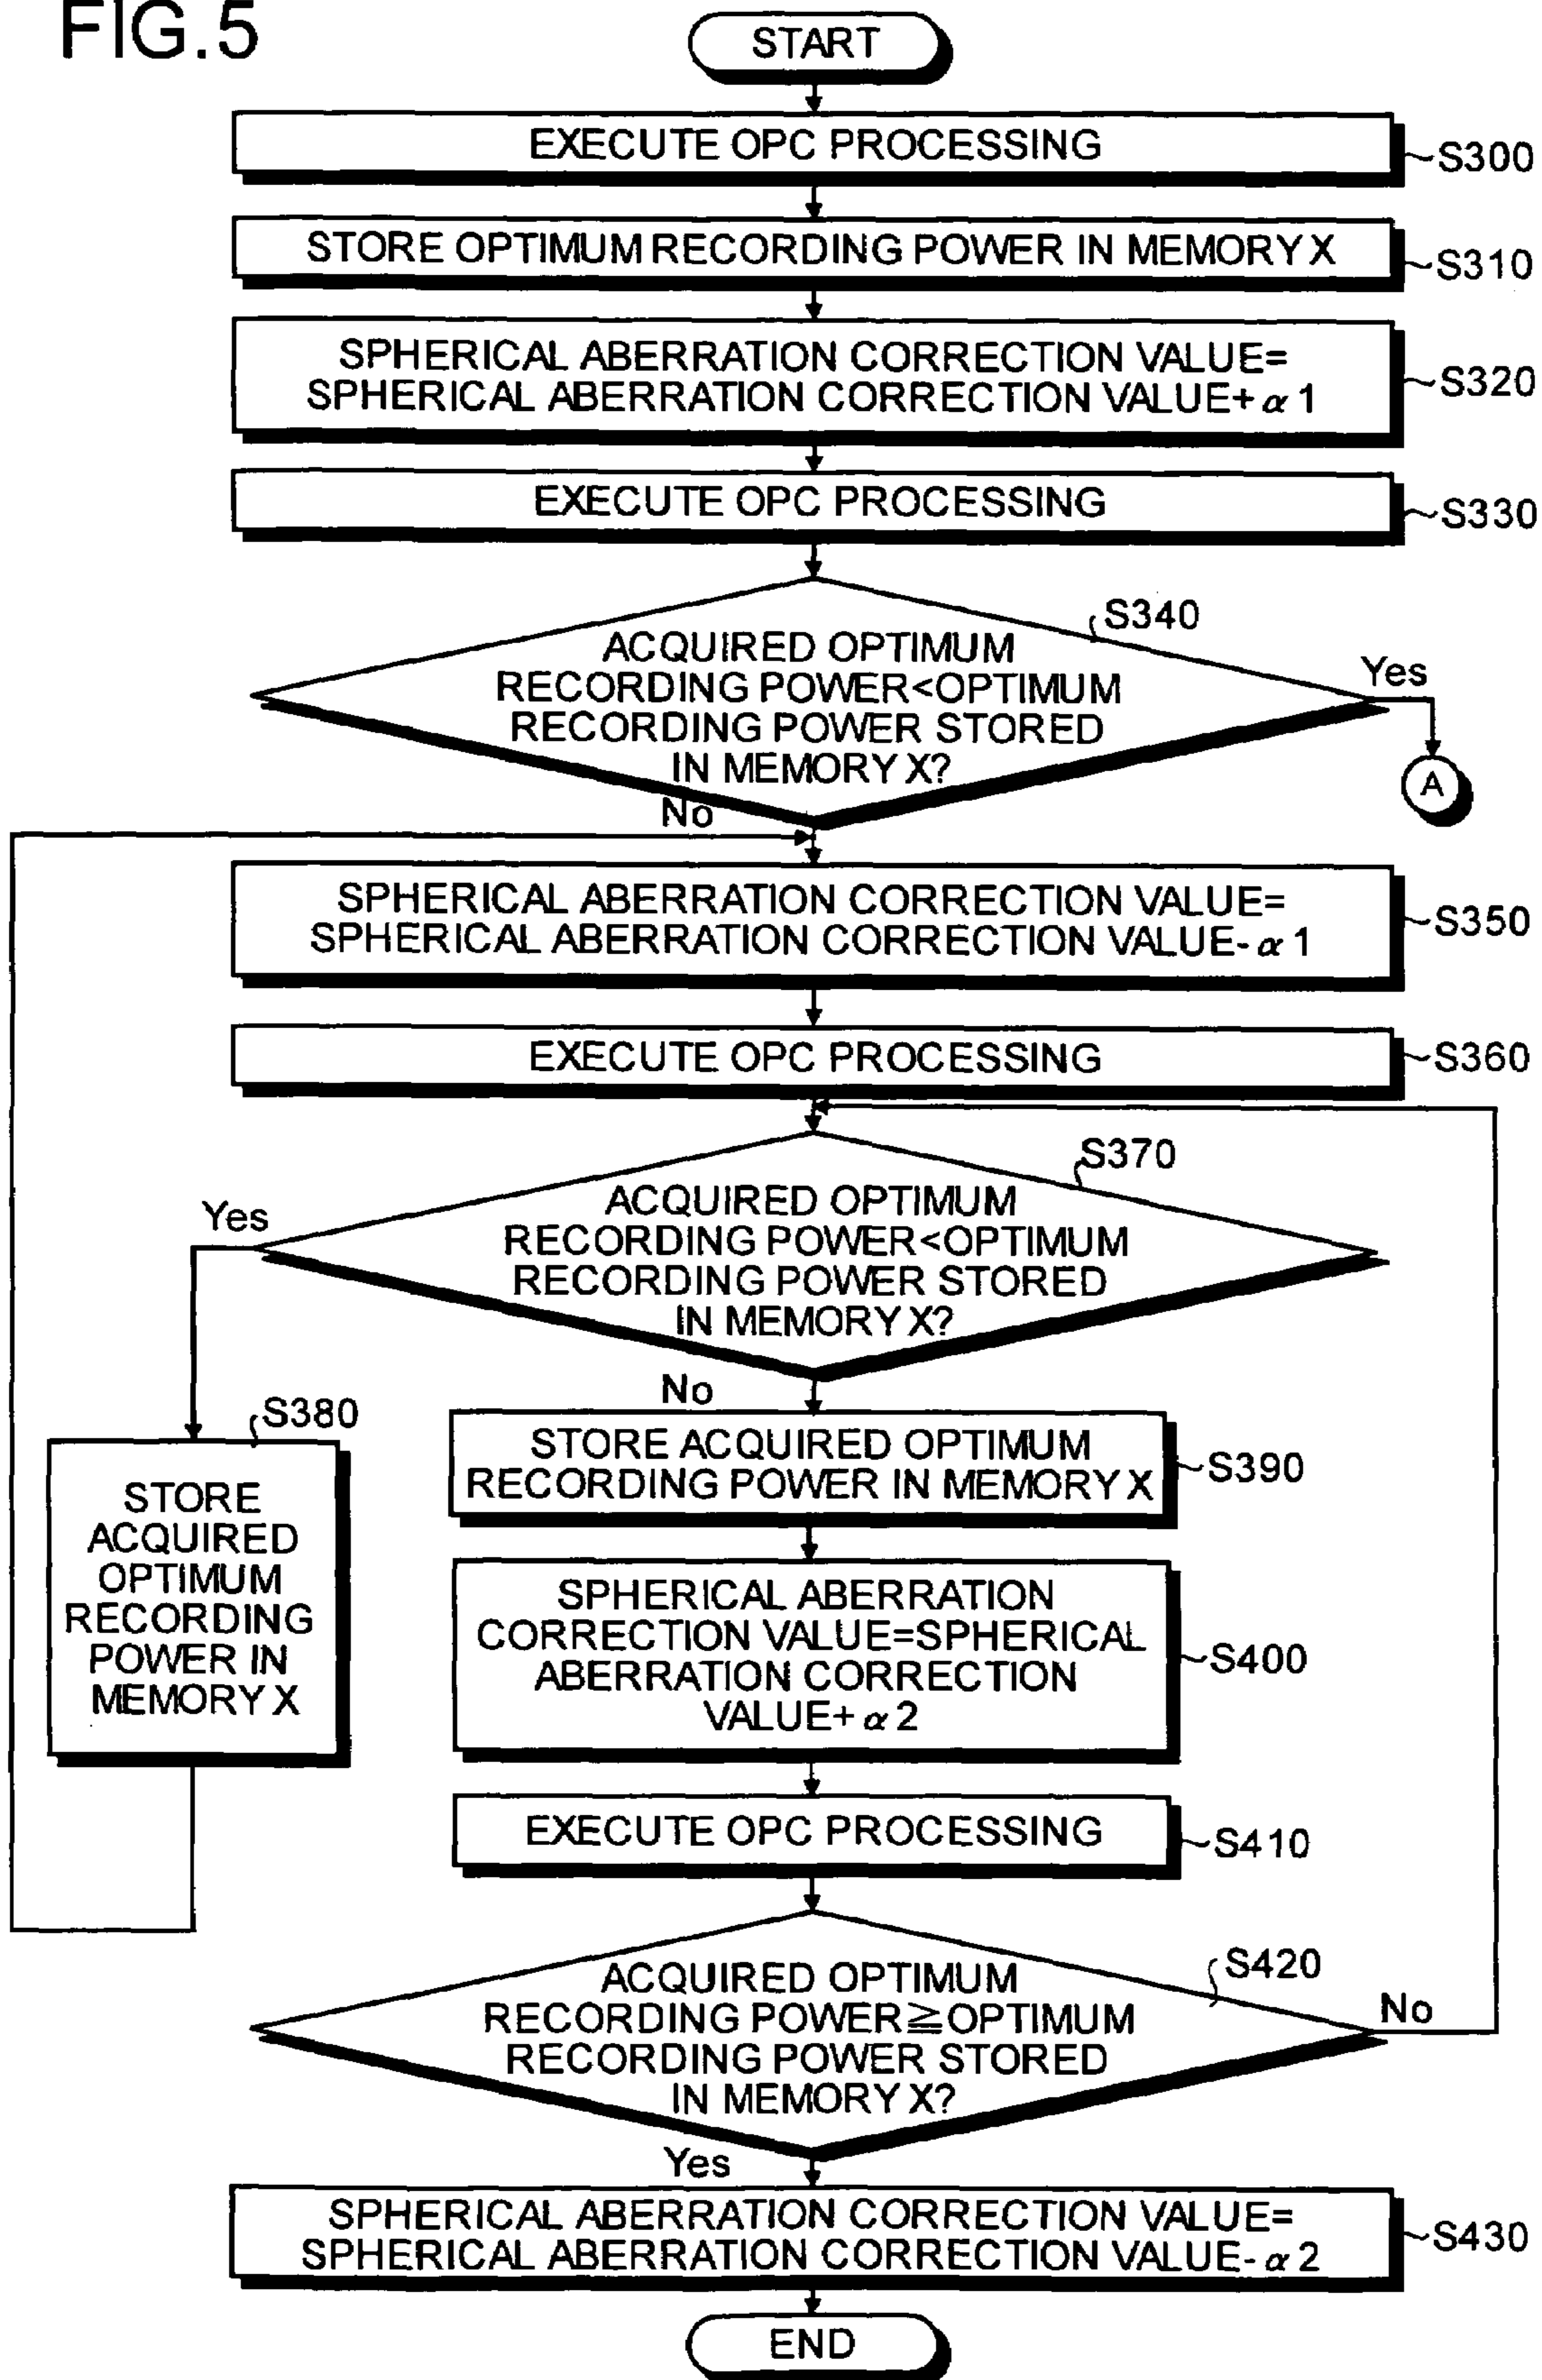 FIG.5
START
EXECUTE OPC PROCESSING
S300
STORE OPTIMUM RECORDING POWER IN MEMORY X
S310
SPHERICAL ABERRATION CORRECTION VALUE=
SPHERICAL ABERRATION CORRECTION VALUE+α1
S320
EXECUTE OPC PROCESSING
S330
S340
ACQUIRED OPTIMUM
RECORDING POWER<OPTIMUM
RECORDING POWER STORED
IN MEMORY X?
Yes
A
No
SPHERICAL ABERRATION CORRECTION VALUE=
SPHERICAL ABERRATION CORRECTION VALUE-α1
S350
EXECUTE OPC PROCESSING
S360
S370
ACQUIRED OPTIMUM
RECORDING POWER<OPTIMUM
RECORDING POWER STORED
IN MEMORY X?
Yes
No
S380
STORE
ACQUIRED
OPTIMUM
RECORDING
POWER IN
MEMORY X
STORE ACQUIRED OPTIMUM
RECORDING POWER IN MEMORY X
S390
SPHERICAL ABERRATION
CORRECTION VALUE=SPHERICAL
ABERRATION CORRECTION
VALUE+α2
S400
EXECUTE OPC PROCESSING
S410
S420
ACQUIRED OPTIMUM
RECORDING POWER≧OPTIMUM
RECORDING POWER STORED
IN MEMORY X?
No
Yes
SPHERICAL ABERRATION CORRECTION VALUE=
SPHERICAL ABERRATION CORRECTION VALUE-α2
S430
END